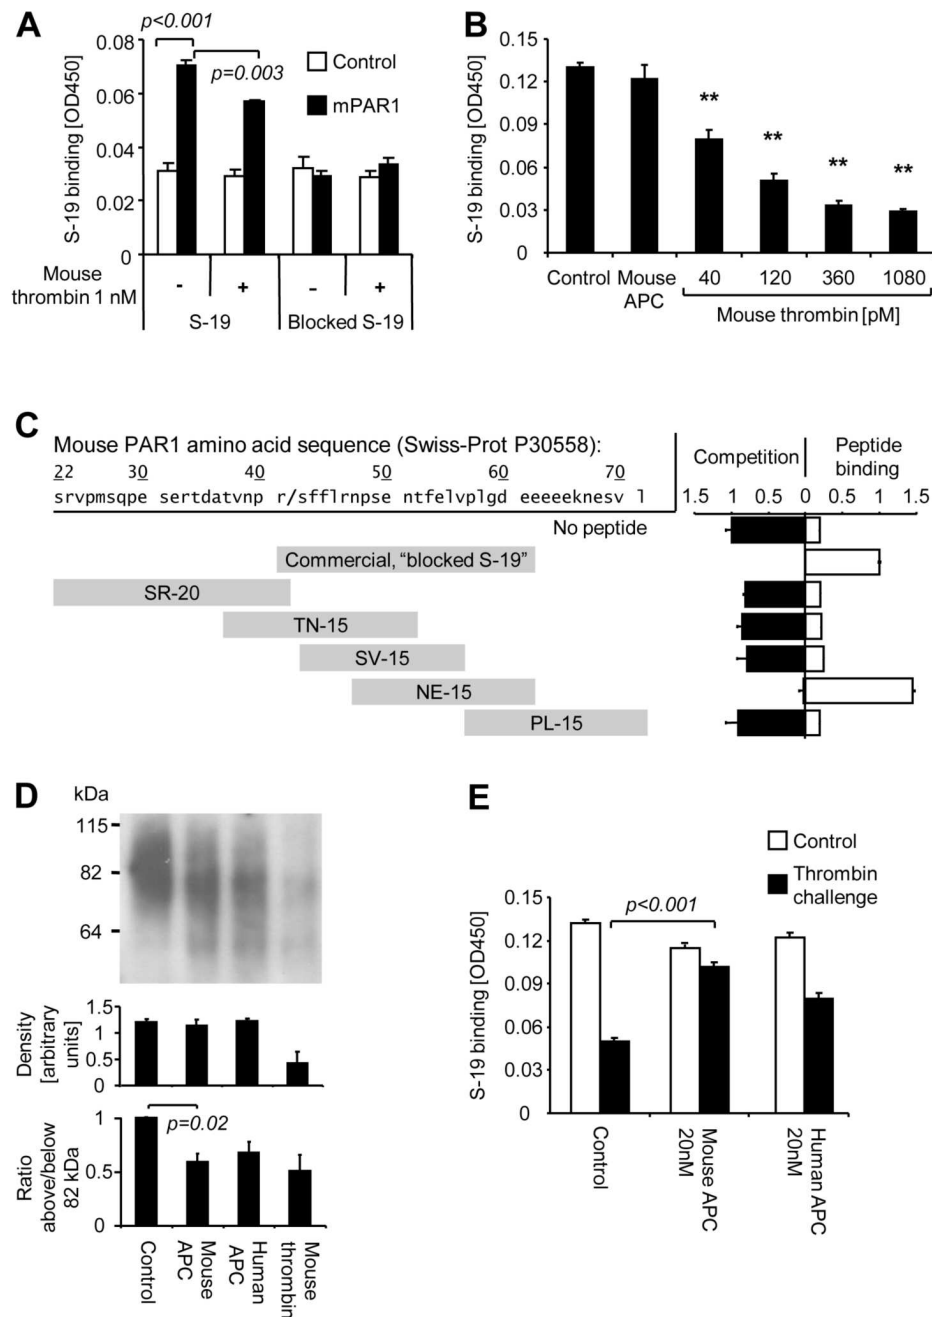 A
p<0.001
p=0.003
Control
mPAR1
S-19 binding [OD450]
0.08
0.06
0.04
0.02
0
Mouse
thrombin 1 nM
- + – +
S-19 Blocked S-19
B
S-19 binding [OD450]
0.15
0.12
0.09
0.06
0.03
0
** ** ** **
Control Mouse APC 40 120 360 1080
Mouse thrombin [pM]
C
Mouse PAR1 amino acid sequence (Swiss-Prot P30558):
22 30 40 50 60 70
srvpmsqpe sertdatvnp r/sfflrnpse ntfelvplgd eeeeeknesv l
Competition
Peptide binding
1.5 1 0.5 0 0.5 1 1.5
No peptide
Commercial, “blocked S-19”
SR-20
TN-15
SV-15
NE-15
PL-15
D
kDa
115
82
64
Density
[arbitrary
units]
1.5
1
0.5
0
Ratio
above/below
82 kDa
1
0.5
0
p=0.02
Control
Mouse APC
Human APC
Mouse thrombin
E
Control
Thrombin
challenge
p<0.001
S-19 binding [OD450]
0.15
0.12
0.09
0.06
0.03
0
Control
Mouse APC 20nM
Human APC 20nM